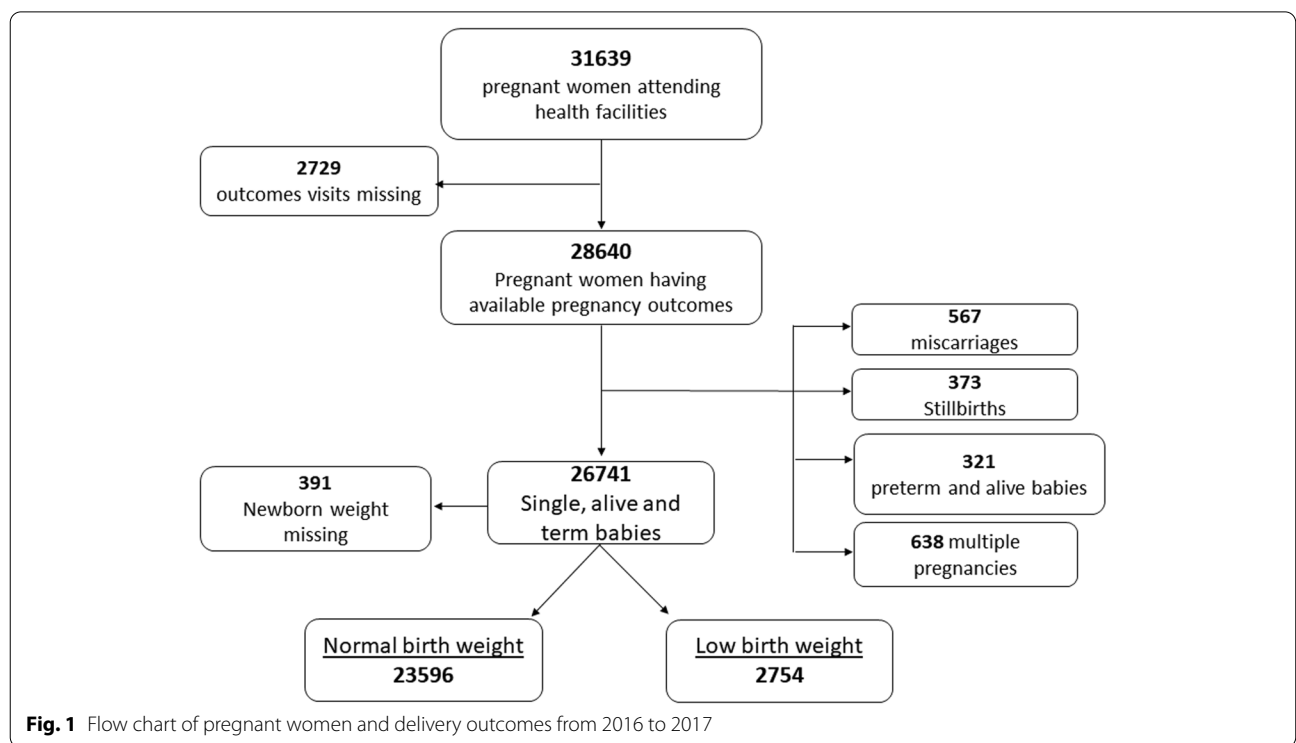 31639
pregnant women attending
health facilities
2729
outcomes visits missing
28640
Pregnant women having
available pregnancy outcomes
567
miscarriages
373
Stillbirths
321
preterm and alive babies
638 multiple
pregnancies
391
Newborn weight
missing
26741
Single, alive and
term babies
Normal birth weight
23596
Low birth weight
2754
Fig. 1 Flow chart of pregnant women and delivery outcomes from 2016 to 2017